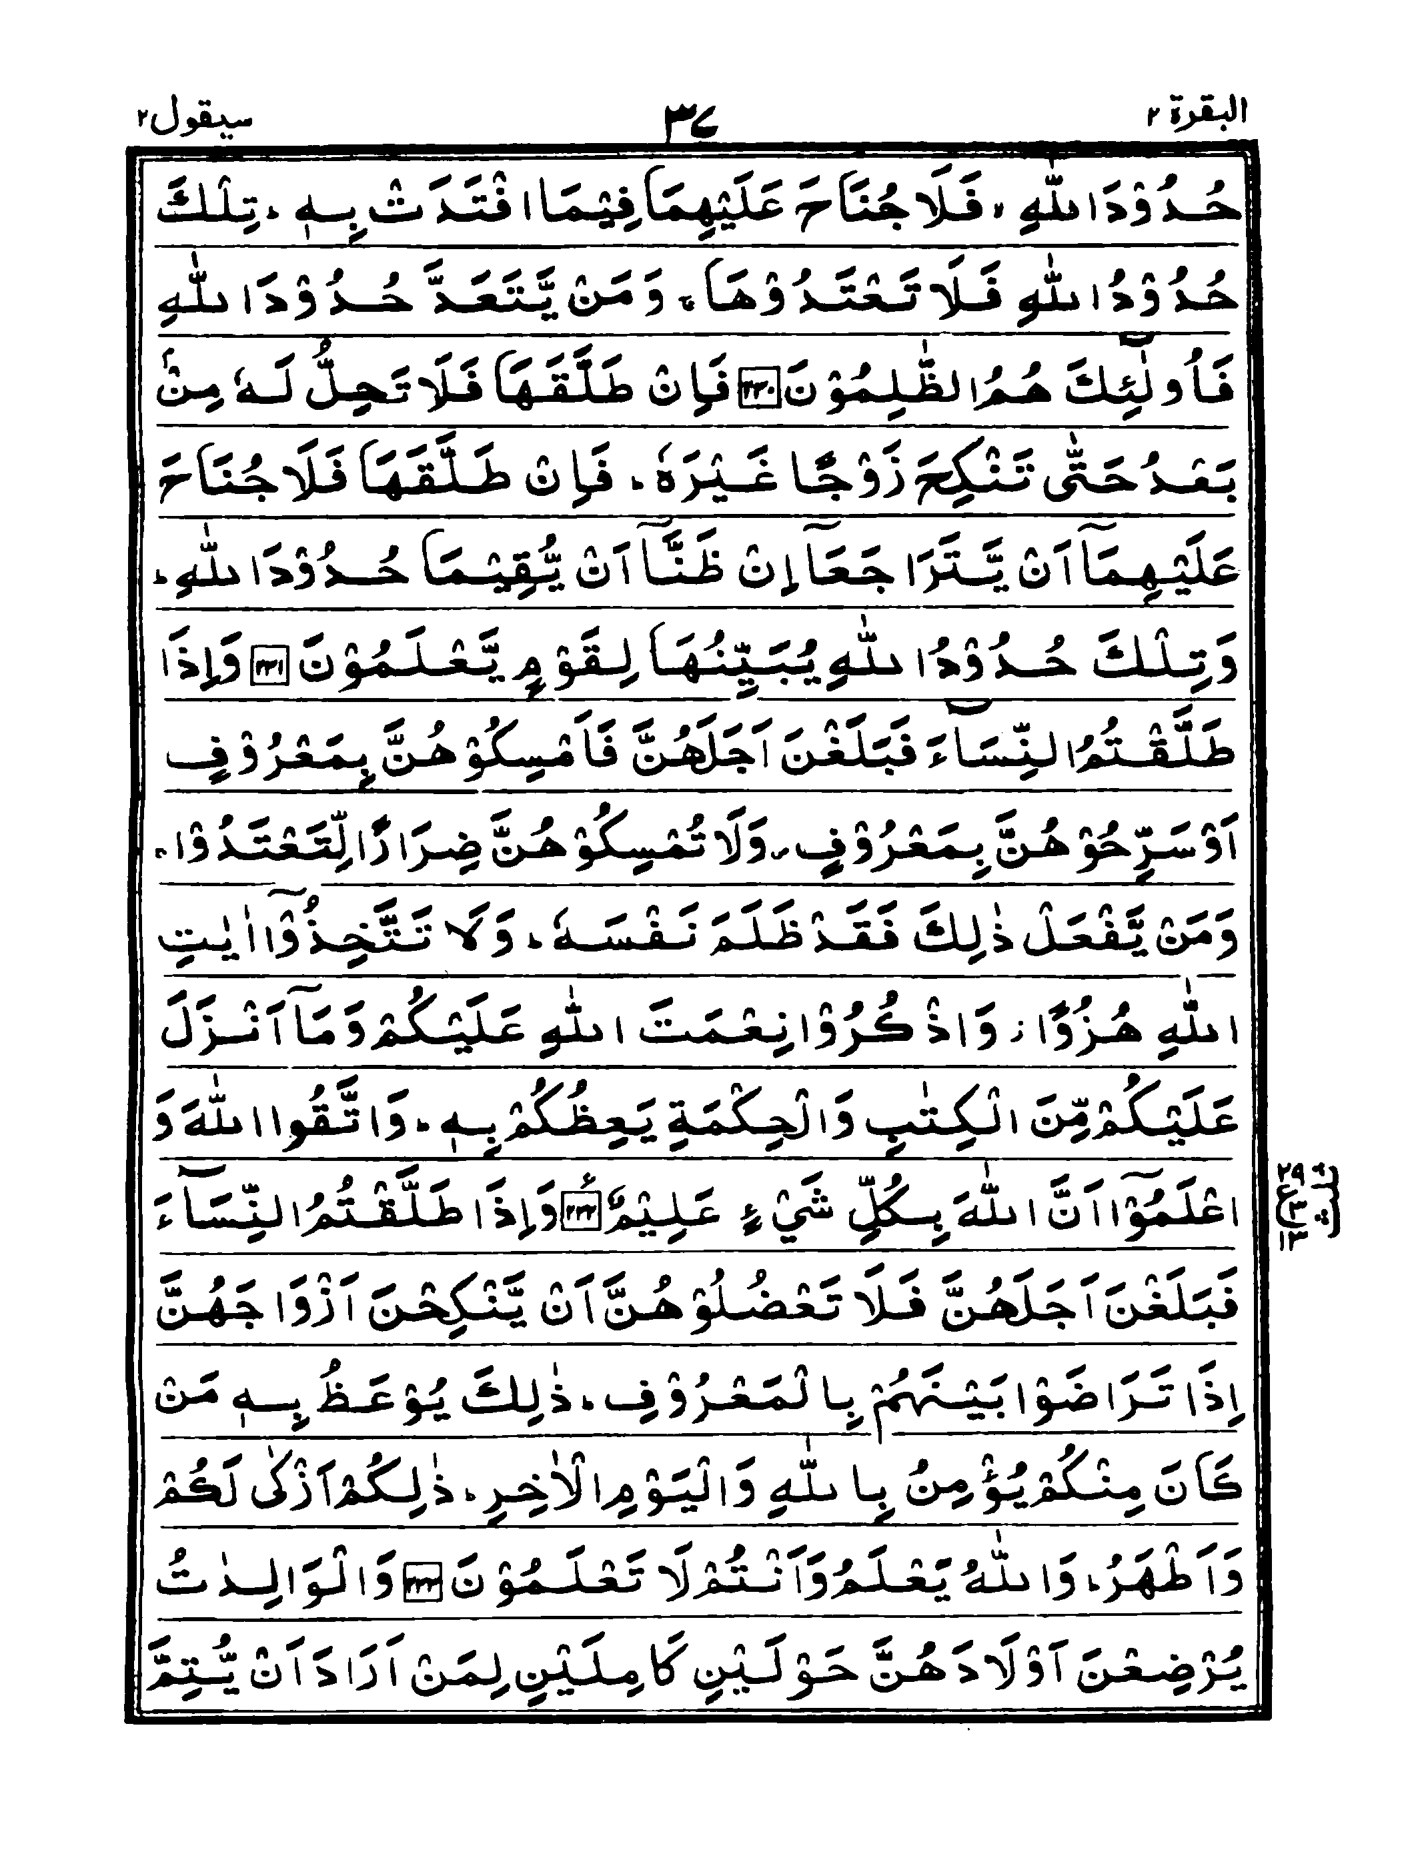 البقرة ٢ ٣٧ سيقول ٢
حُدُوْدَ اللّٰهِ ۙ فَلَا جُنَاحَ عَلَيْهِمَا فِيْمَا افْتَدَتْ بِهٖ ؕ تِلْكَ
حُدُوْدُ اللّٰهِ فَلَا تَعْتَدُوْهَا ۚ وَمَنْ يَّتَعَدَّ حُدُوْدَ اللّٰهِ
فَاُولٰٓئِكَ هُمُ الظّٰلِمُوْنَ ٢٣٠ فَاِنْ طَلَّقَهَا فَلَا تَحِلُّ لَهٗ مِنْۢ
بَعْدُ حَتّٰى تَنْكِحَ زَوْجًا غَيْرَهٗ ؕ فَاِنْ طَلَّقَهَا فَلَا جُنَاحَ
عَلَيْهِمَآ اَنْ يَّتَرَاجَعَآ اِنْ ظَنَّآ اَنْ يُّقِيْمَا حُدُوْدَ اللّٰهِ ؕ
وَتِلْكَ حُدُوْدُ اللّٰهِ يُبَيِّنُهَا لِقَوْمٍ يَّعْلَمُوْنَ ٢٣١ وَاِذَا
طَلَّقْتُمُ النِّسَآءَ فَبَلَغْنَ اَجَلَهُنَّ فَاَمْسِكُوْهُنَّ بِمَعْرُوْفٍ
اَوْ سَرِّحُوْهُنَّ بِمَعْرُوْفٍ ۪ وَلَا تُمْسِكُوْهُنَّ ضِرَارًا لِّتَعْتَدُوْا ۚ
وَمَنْ يَّفْعَلْ ذٰلِكَ فَقَدْ ظَلَمَ نَفْسَهٗ ؕ وَلَا تَتَّخِذُوْٓا اٰيٰتِ
اللّٰهِ هُزُوًا ز وَاذْكُرُوْا نِعْمَتَ اللّٰهِ عَلَيْكُمْ وَمَآ اَنْزَلَ
عَلَيْكُمْ مِّنَ الْكِتٰبِ وَالْحِكْمَةِ يَعِظُكُمْ بِهٖ ؕ وَاتَّقُوا اللّٰهَ وَ
اعْلَمُوْٓا اَنَّ اللّٰهَ بِكُلِّ شَيْءٍ عَلِيْمٌ ٢٣٢ وَاِذَا طَلَّقْتُمُ النِّسَآءَ
فَبَلَغْنَ اَجَلَهُنَّ فَلَا تَعْضُلُوْهُنَّ اَنْ يَّنْكِحْنَ اَزْوَاجَهُنَّ
اِذَا تَرَاضَوْا بَيْنَهُمْ بِالْمَعْرُوْفِ ؕ ذٰلِكَ يُوْعَظُ بِهٖ مَنْ
كَانَ مِنْكُمْ يُؤْمِنُ بِاللّٰهِ وَالْيَوْمِ الْاٰخِرِ ؕ ذٰلِكُمْ اَزْكٰى لَكُمْ
وَاَطْهَرُ ؕ وَاللّٰهُ يَعْلَمُ وَاَنْتُمْ لَا تَعْلَمُوْنَ ٢٣٣ وَالْوَالِدٰتُ
يُرْضِعْنَ اَوْلَادَهُنَّ حَوْلَيْنِ كَامِلَيْنِ لِمَنْ اَرَادَ اَنْ يُّتِمَّ
٢٩
١٣